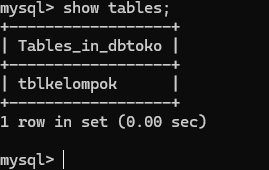 mysql> show tables;
+------------------+
| Tables_in_dbtoko |
+------------------+
| tblkelompok      |
+------------------+
1 row in set (0.00 sec)
mysql>